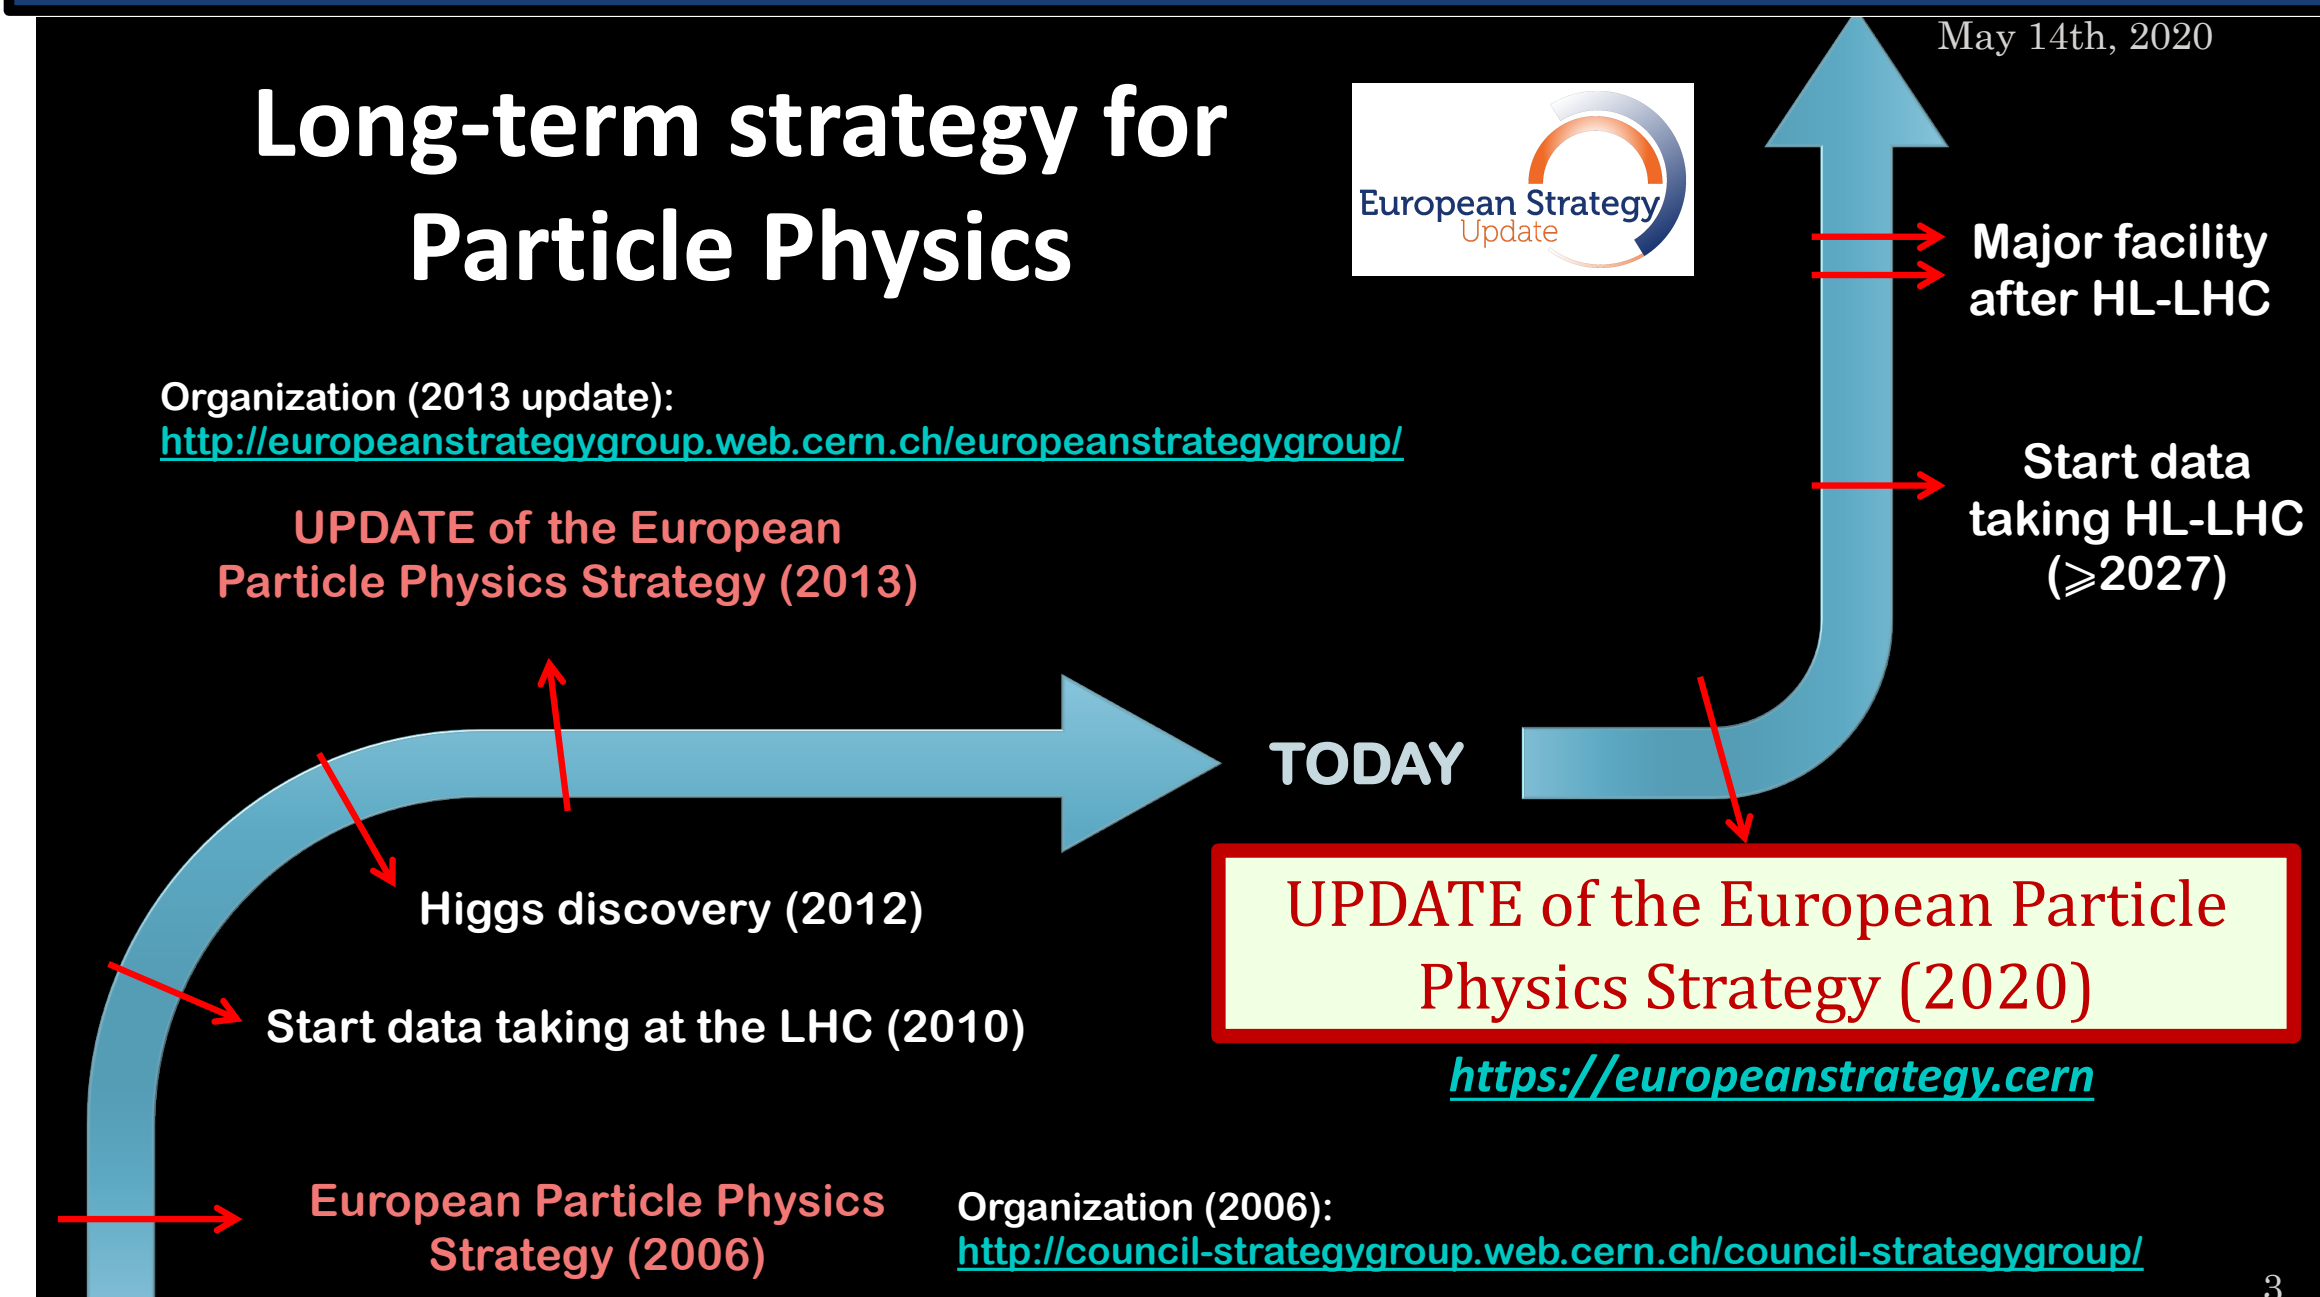 May 14th, 2020
Long-term strategy for
Particle Physics
European Strategy
Update
Major facility
after HL-LHC
Organization (2013 update):
http://europeanstrategygroup.web.cern.ch/europeanstrategygroup/
Start data
taking HL-LHC
(⩾2027)
UPDATE of the European
Particle Physics Strategy (2013)
TODAY
Higgs discovery (2012)
UPDATE of the European Particle
Physics Strategy (2020)
Start data taking at the LHC (2010)
https://europeanstrategy.cern
European Particle Physics
Strategy (2006)
Organization (2006):
http://council-strategygroup.web.cern.ch/council-strategygroup/
3